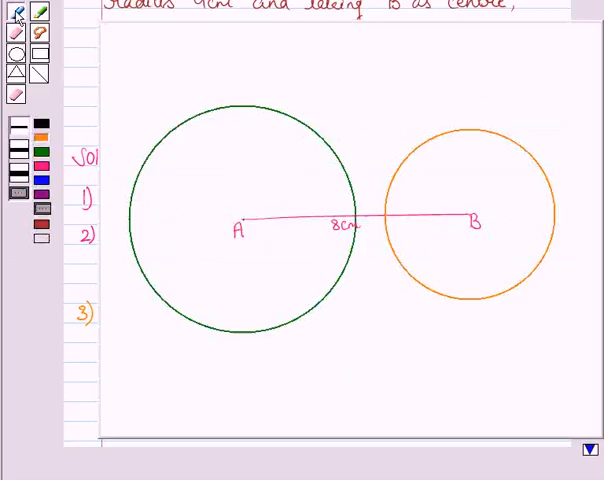 Radius 4cm and taking B as centre,
Sol
1)
2)
3)
A
8cm
B